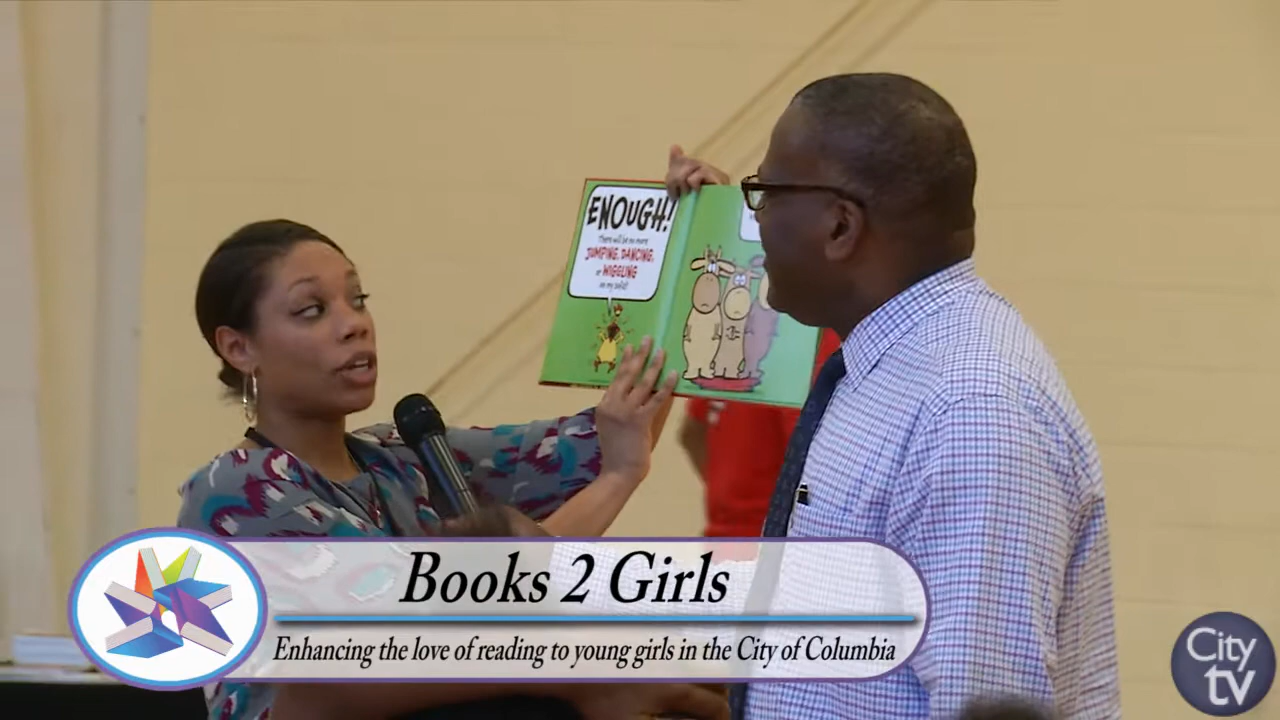 ENOUGH!
There will be no more
JUMPING, DANCING,
or WIGGLING
on my sofa!
Books 2 Girls
Enhancing the love of reading to young girls in the City of Columbia
City
tv